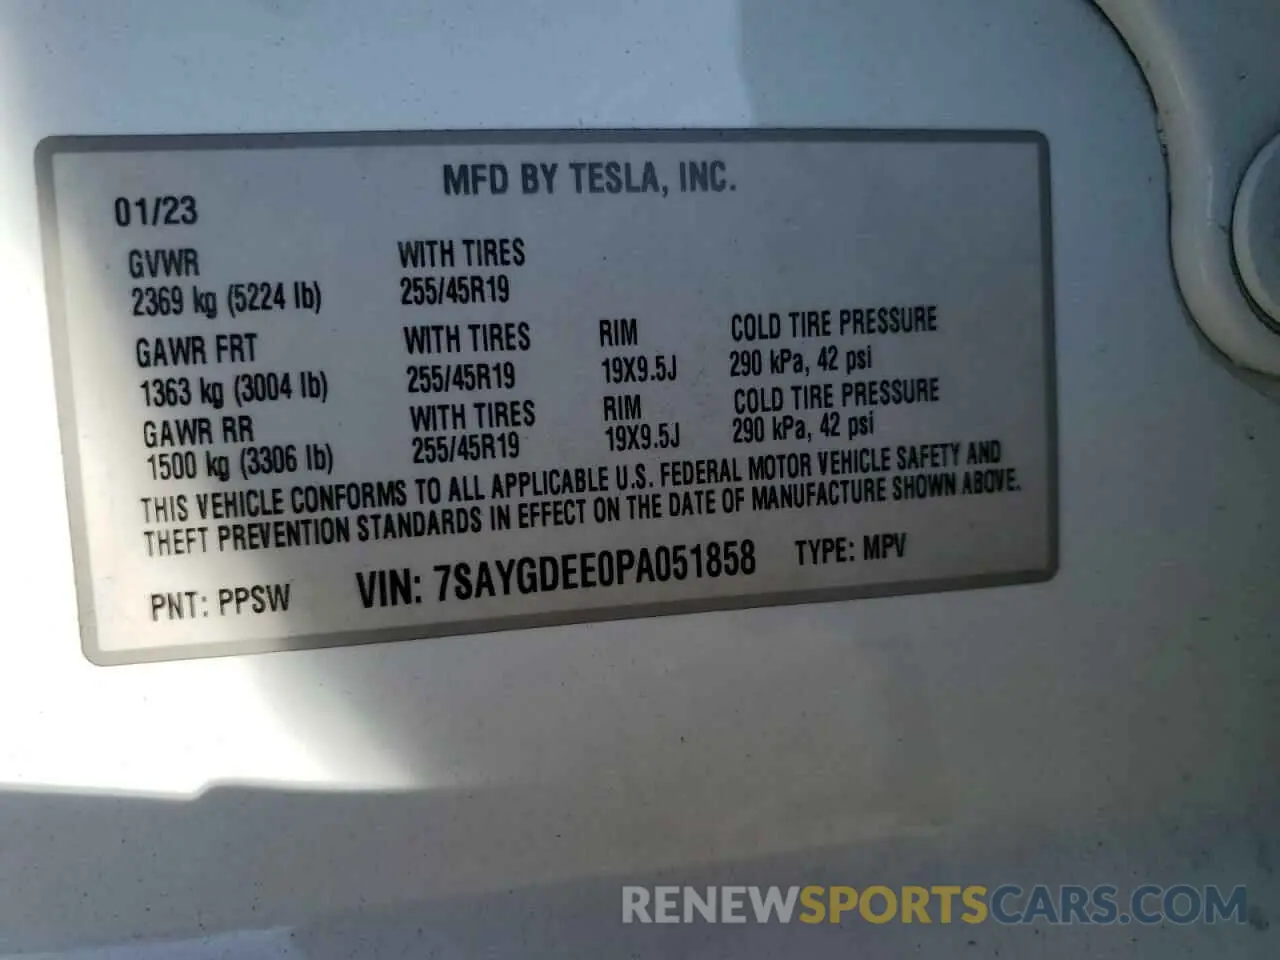 MFD BY TESLA, INC.
01/23
GVWR WITH TIRES
2369 kg (5224 lb) 255/45R19
GAWR FRT WITH TIRES RIM COLD TIRE PRESSURE
1363 kg (3004 lb) 255/45R19 19X9.5J 290 kPa, 42 psi
GAWR RR WITH TIRES RIM COLD TIRE PRESSURE
1500 kg (3306 lb) 255/45R19 19X9.5J 290 kPa, 42 psi
THIS VEHICLE CONFORMS TO ALL APPLICABLE U.S. FEDERAL MOTOR VEHICLE SAFETY AND
THEFT PREVENTION STANDARDS IN EFFECT ON THE DATE OF MANUFACTURE SHOWN ABOVE.
PNT: PPSW VIN: 7SAYGDEE0PA051858 TYPE: MPV
RENEWSPORTSCARS.COM